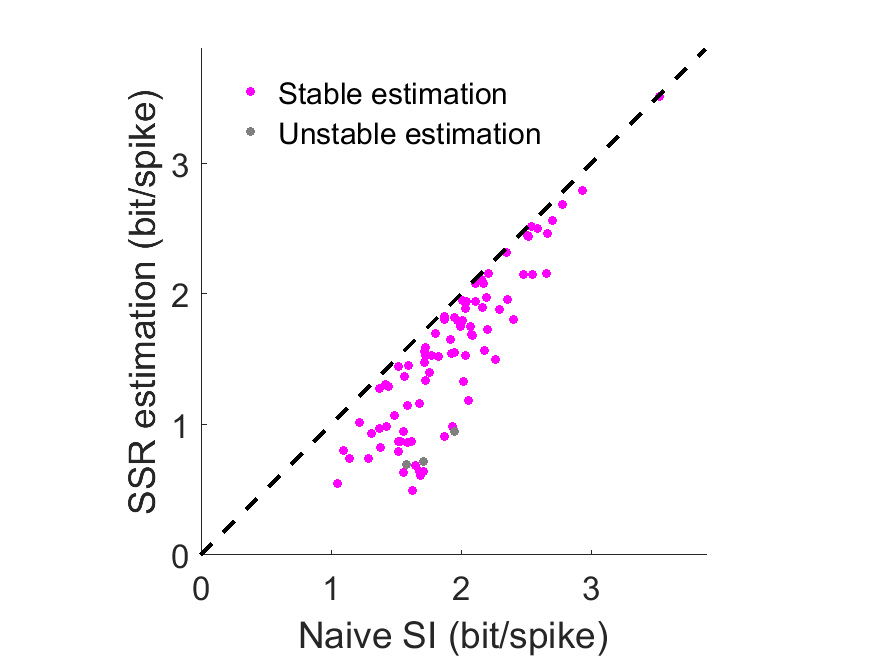 Stable estimation
Unstable estimation
SSR estimation (bit/spike)
3
2
1
0
0 1 2 3
Naive SI (bit/spike)